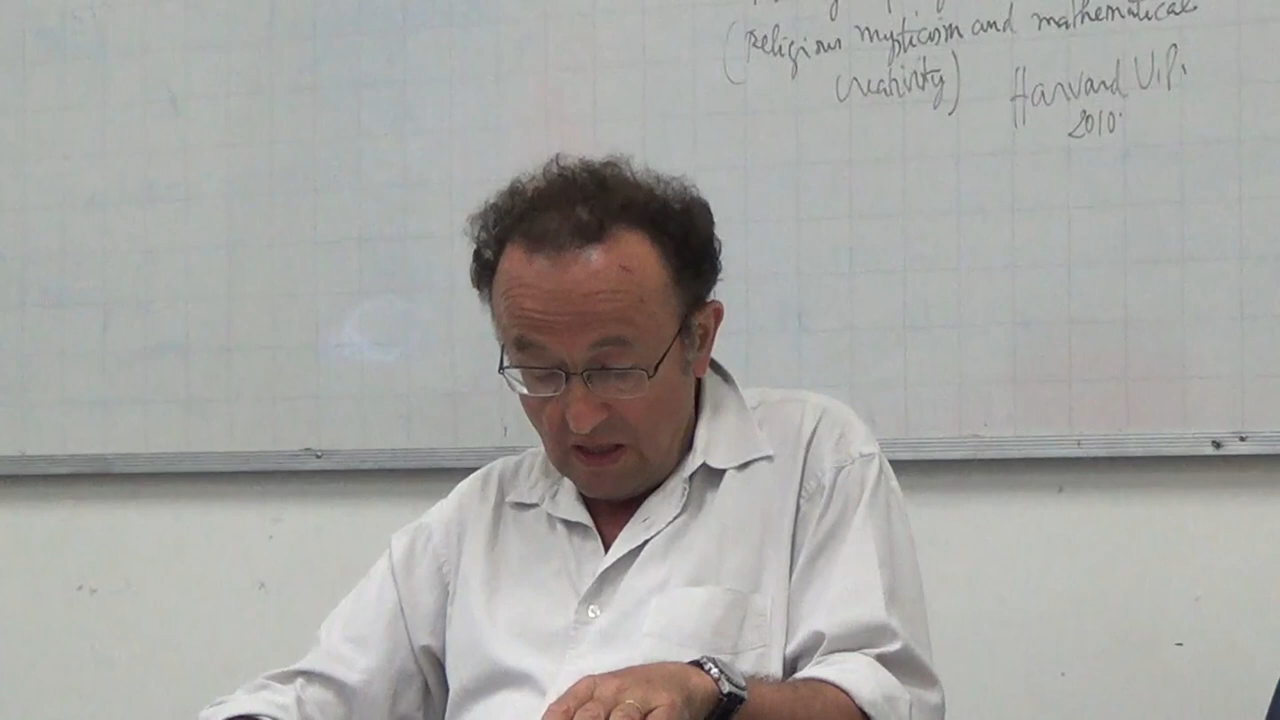 (religious mysticism and mathematical
creativity) Harvard U.P.
2010.